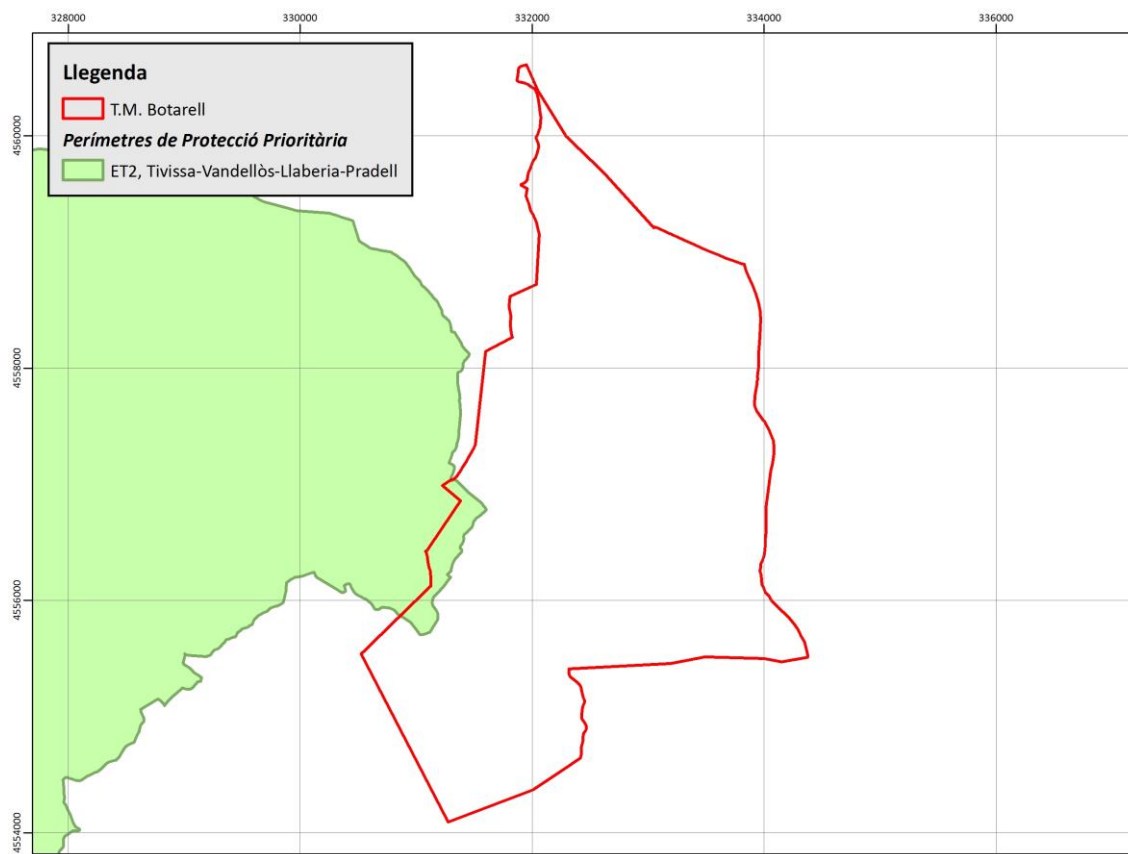 328000
330000
332000
334000
336000
Llegenda
T.M. Botarell
Perímetres de Protecció Prioritària
ET2, Tivissa-Vandellòs-Llaberia-Pradell
4560000
4558000
4556000
4554000